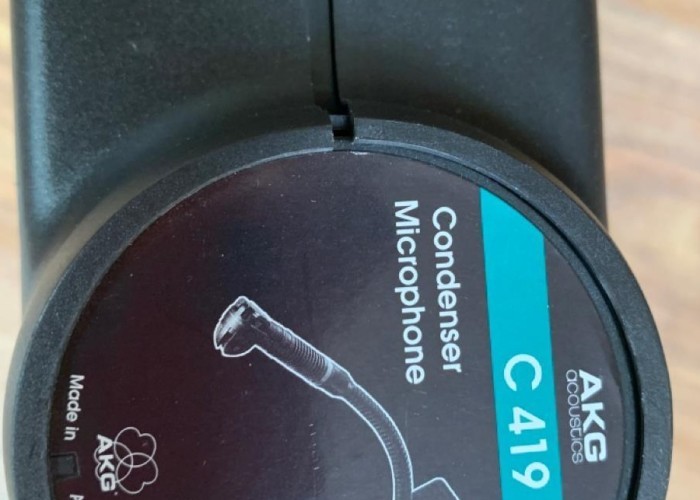 AKG
acoustics
C 419
Condenser
Microphone
AKG
Made in